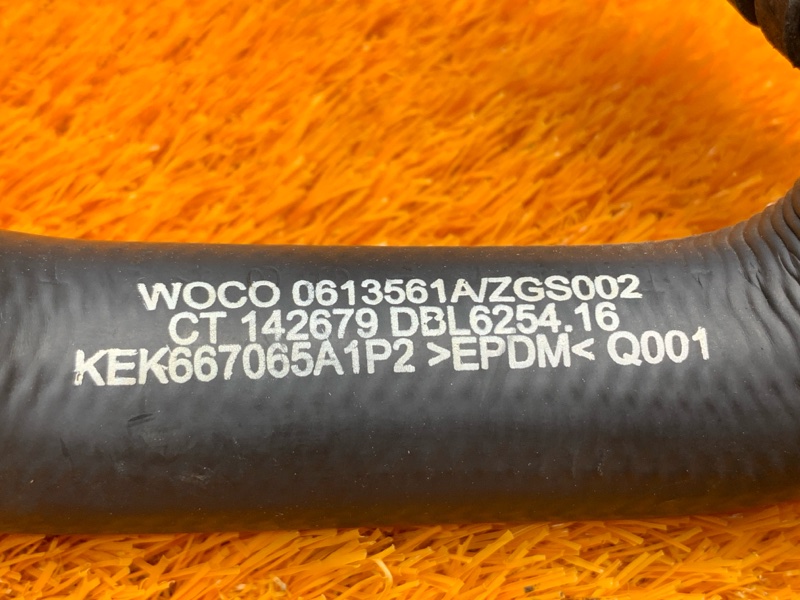 WOCO 0613561A/ZGS002
CT 142679 DBL6254.16
KEK667065A1P2 >EPDM< Q001